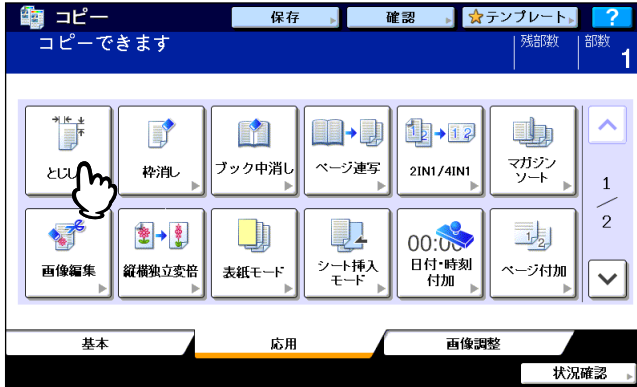 コピー
保存
確認
テンプレート
?
コピーできます
残部数
部数
1
とじし
枠消し
ブック中消し
ページ連写
2IN1/4IN1
マガジン
ソート
1
2
画像編集
縦横独立変倍
表紙モード
シート挿入
モード
00:00
日付・時刻
付加
ページ付加
基本
応用
画像調整
状況確認